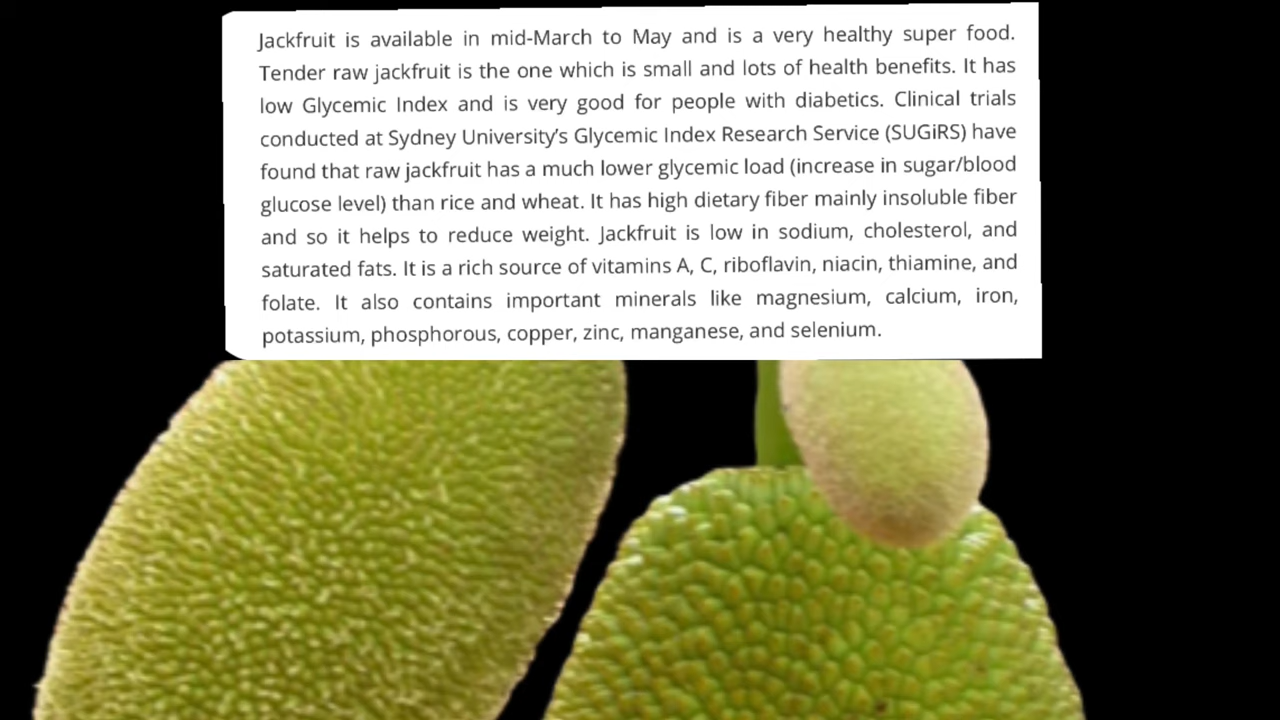 Jackfruit is available in mid-March to May and is a very healthy super food.
Tender raw jackfruit is the one which is small and lots of health benefits. It has
low Glycemic Index and is very good for people with diabetics. Clinical trials
conducted at Sydney University's Glycemic Index Research Service (SUGiRS) have
found that raw jackfruit has a much lower glycemic load (increase in sugar/blood
glucose level) than rice and wheat. It has high dietary fiber mainly insoluble fiber
and so it helps to reduce weight. Jackfruit is low in sodium, cholesterol, and
saturated fats. It is a rich source of vitamins A, C, riboflavin, niacin, thiamine, and
folate. It also contains important minerals like magnesium, calcium, iron,
potassium, phosphorous, copper, zinc, manganese, and selenium.